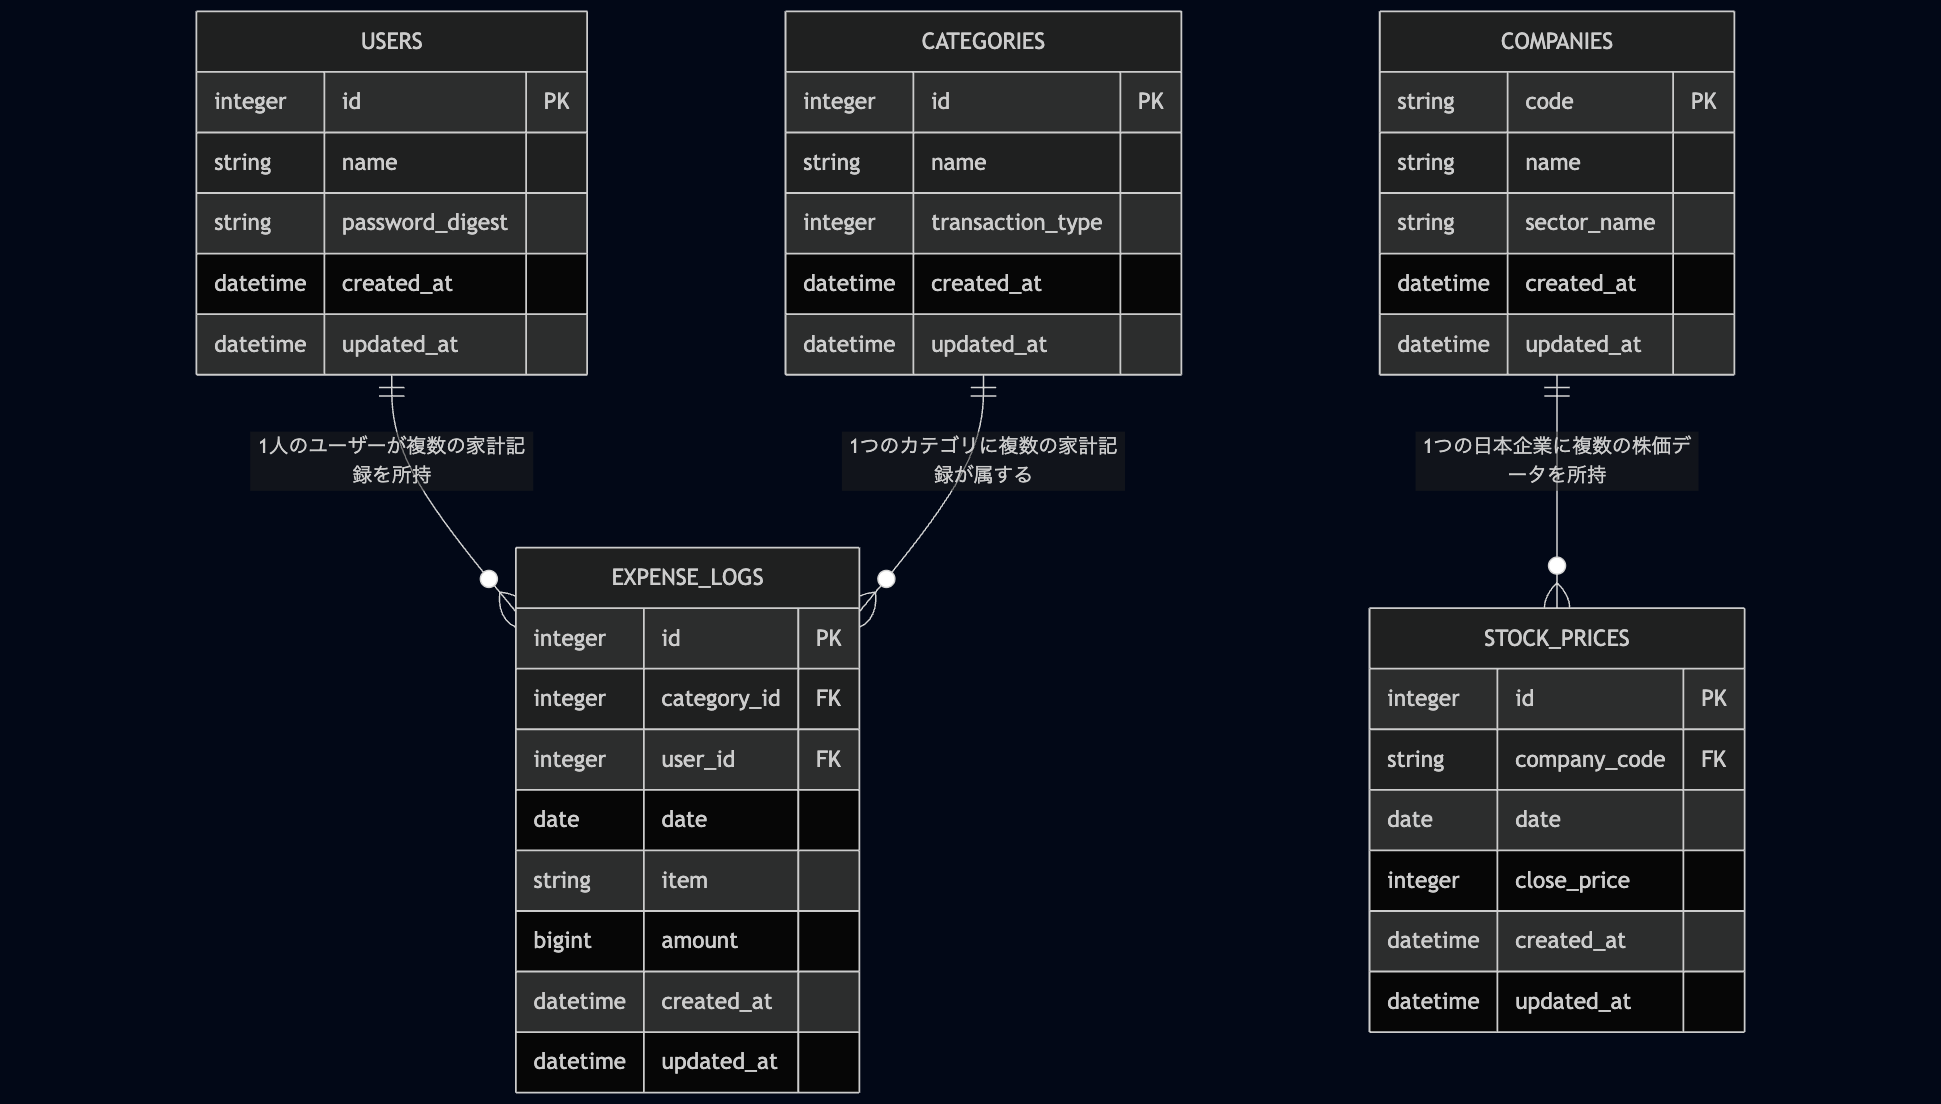 USERS
integer id PK
string name
string password_digest
datetime created_at
datetime updated_at
CATEGORIES
integer id PK
string name
integer transaction_type
datetime created_at
datetime updated_at
COMPANIES
string code PK
string name
string sector_name
datetime created_at
datetime updated_at
1人のユーザーが複数の家計記
録を所持
1つのカテゴリに複数の家計記
録が属する
1つの日本企業に複数の株価デ
ータを所持
EXPENSE_LOGS
integer id PK
integer category_id FK
integer user_id FK
date date
string item
bigint amount
datetime created_at
datetime updated_at
STOCK_PRICES
integer id PK
string company_code FK
date date
integer close_price
datetime created_at
datetime updated_at